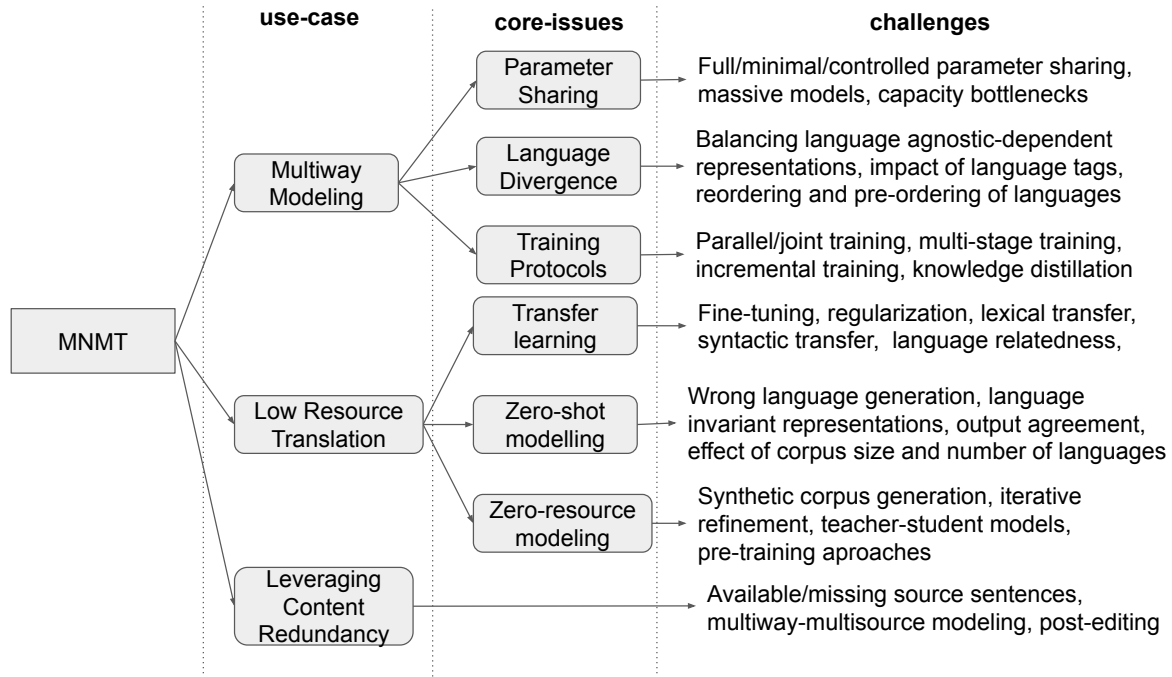 use-case
core-issues
challenges
MNMT
Multiway
Modeling
Parameter
Sharing
Full/minimal/controlled parameter sharing,
massive models, capacity bottlenecks
Language
Divergence
Balancing language agnostic-dependent
representations, impact of language tags,
reordering and pre-ordering of languages
Training
Protocols
Parallel/joint training, multi-stage training,
incremental training, knowledge distillation
Low Resource
Translation
Transfer
learning
Fine-tuning, regularization, lexical transfer,
syntactic transfer,  language relatedness,
Zero-shot
modelling
Wrong language generation, language
invariant representations, output agreement,
effect of corpus size and number of languages
Zero-resource
modeling
Synthetic corpus generation, iterative
refinement, teacher-student models,
pre-training aproaches
Leveraging
Content
Redundancy
Available/missing source sentences,
multiway-multisource modeling, post-editing